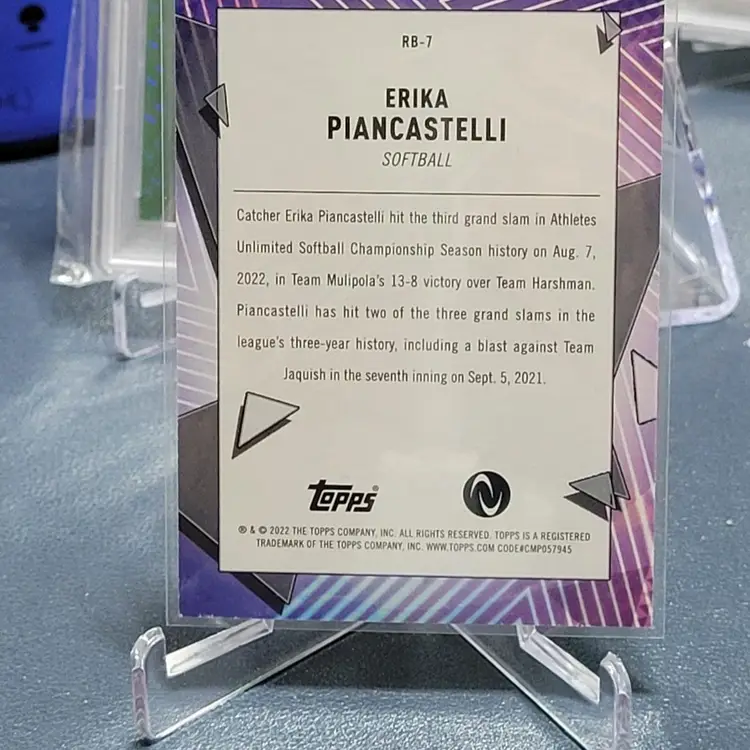 RB-7
ERIKA
PIANCASTELLI
SOFTBALL
Catcher Erika Piancastelli hit the third grand slam in Athletes
Unlimited Softball Championship Season history on Aug. 7,
2022, in Team Mulipola's 13-8 victory over Team Harshman.
Piancastelli has hit two of the three grand slams in the
league's three-year history, including a blast against Team
Jaquish in the seventh inning on Sept. 5, 2021.
TOPPS®
® & © 2022 THE TOPPS COMPANY, INC. ALL RIGHTS RESERVED. TOPPS IS A REGISTERED
TRADEMARK OF THE TOPPS COMPANY, INC. WWW.TOPPS.COM CODE#CMP057945